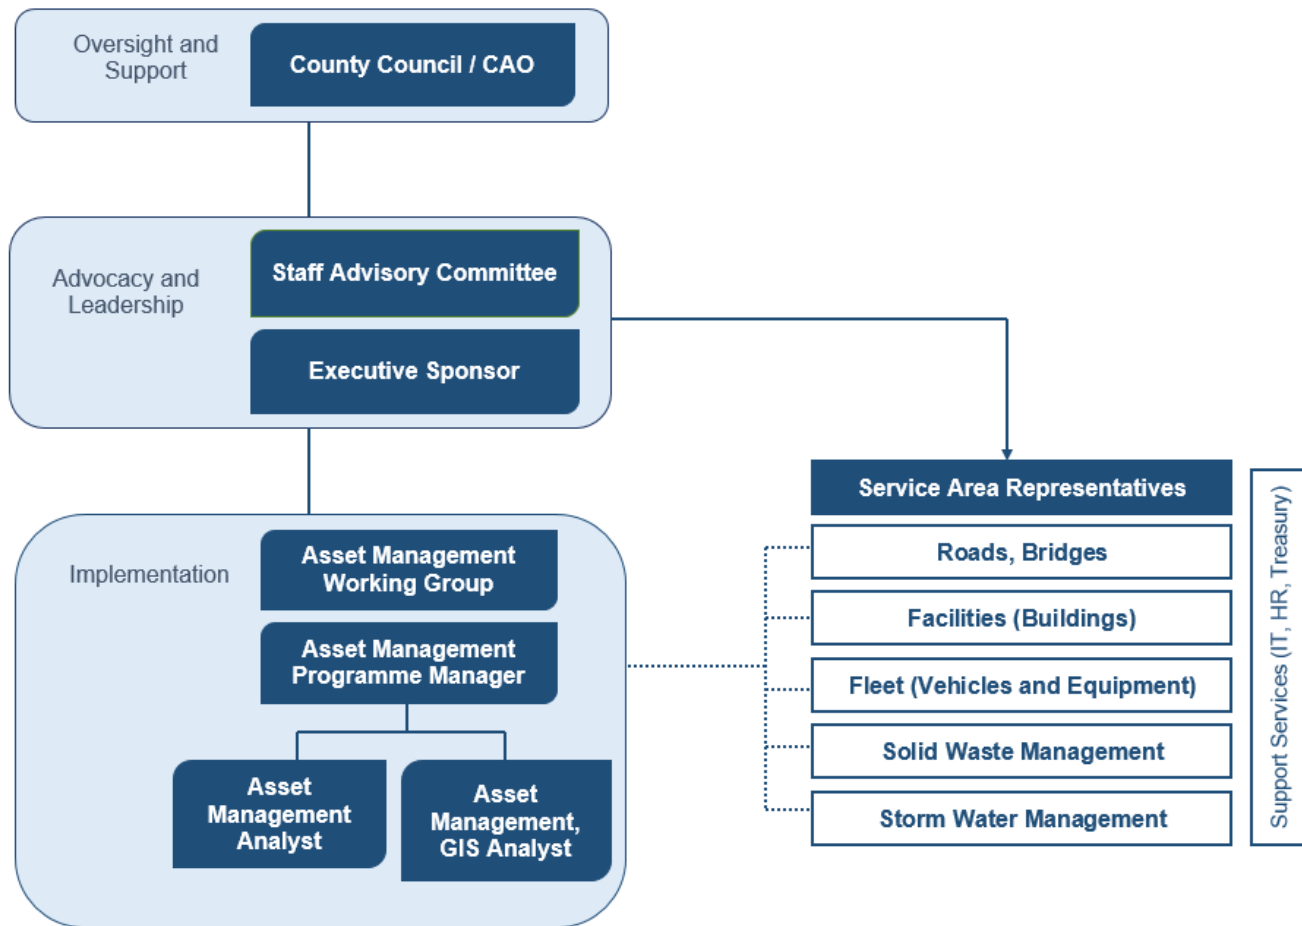 Oversight and
Support
County Council / CAO
Advocacy and
Leadership
Staff Advisory Committee
Executive Sponsor
Implementation
Asset Management
Working Group
Asset Management
Programme Manager
Asset
Management
Analyst
Asset
Management,
GIS Analyst
Service Area Representatives
Roads, Bridges
Facilities (Buildings)
Fleet (Vehicles and Equipment)
Solid Waste Management
Storm Water Management
Support Services (IT, HR, Treasury)